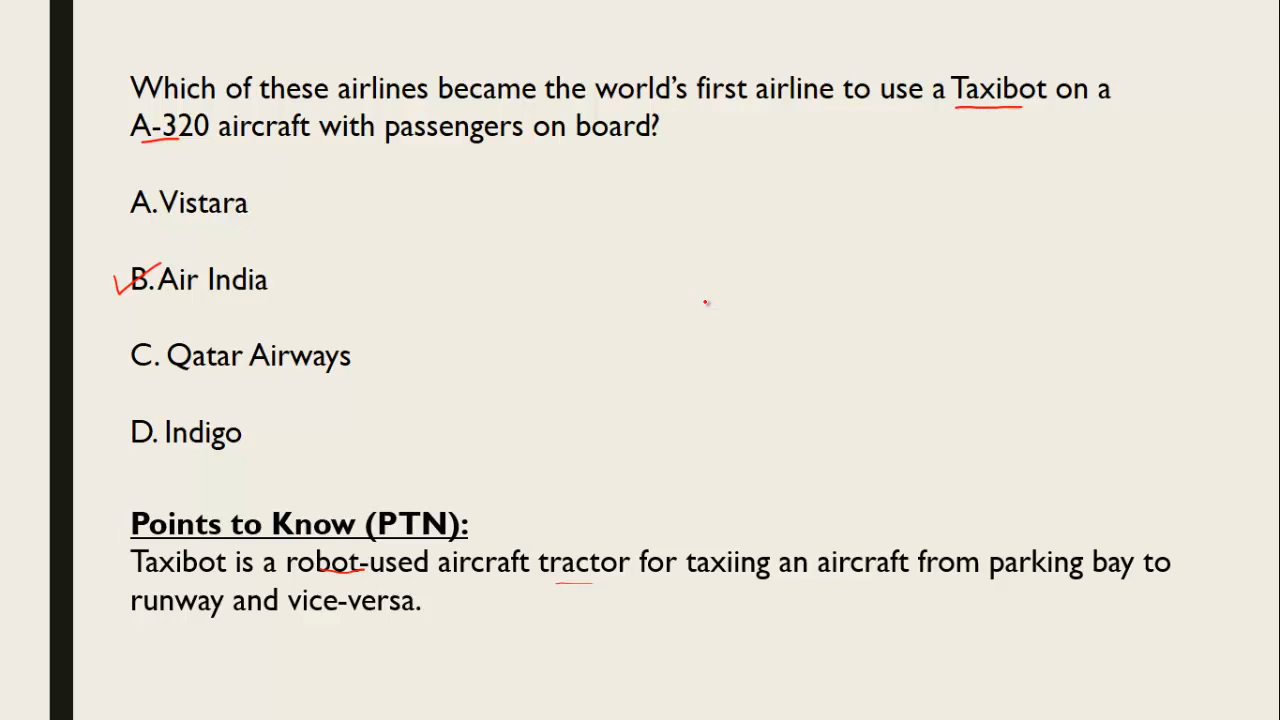 Which of these airlines became the world's first airline to use a Taxibot on a
A-320 aircraft with passengers on board?
A. Vistara
B. Air India
C. Qatar Airways
D. Indigo
Points to Know (PTN):
Taxibot is a robot-used aircraft tractor for taxiing an aircraft from parking bay to
runway and vice-versa.